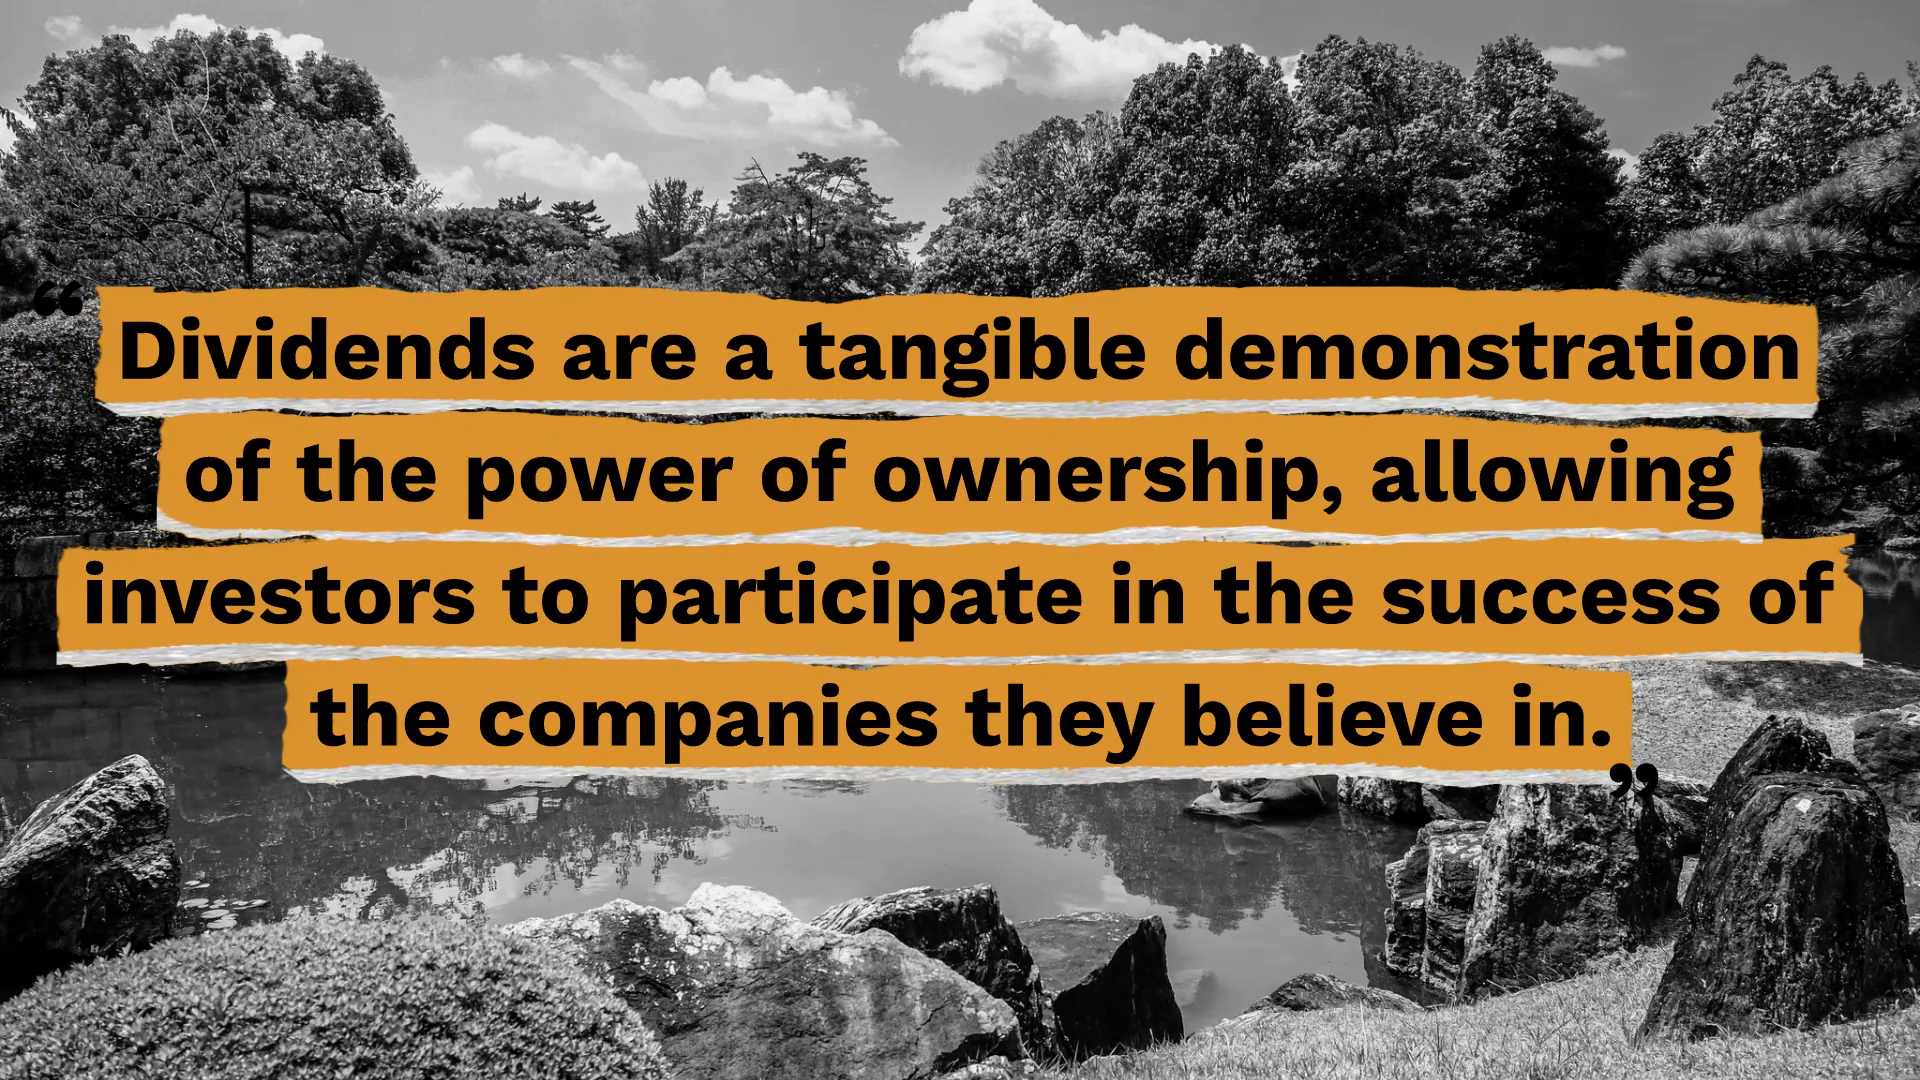 “Dividends are a tangible demonstration
of the power of ownership, allowing
investors to participate in the success of
the companies they believe in.”